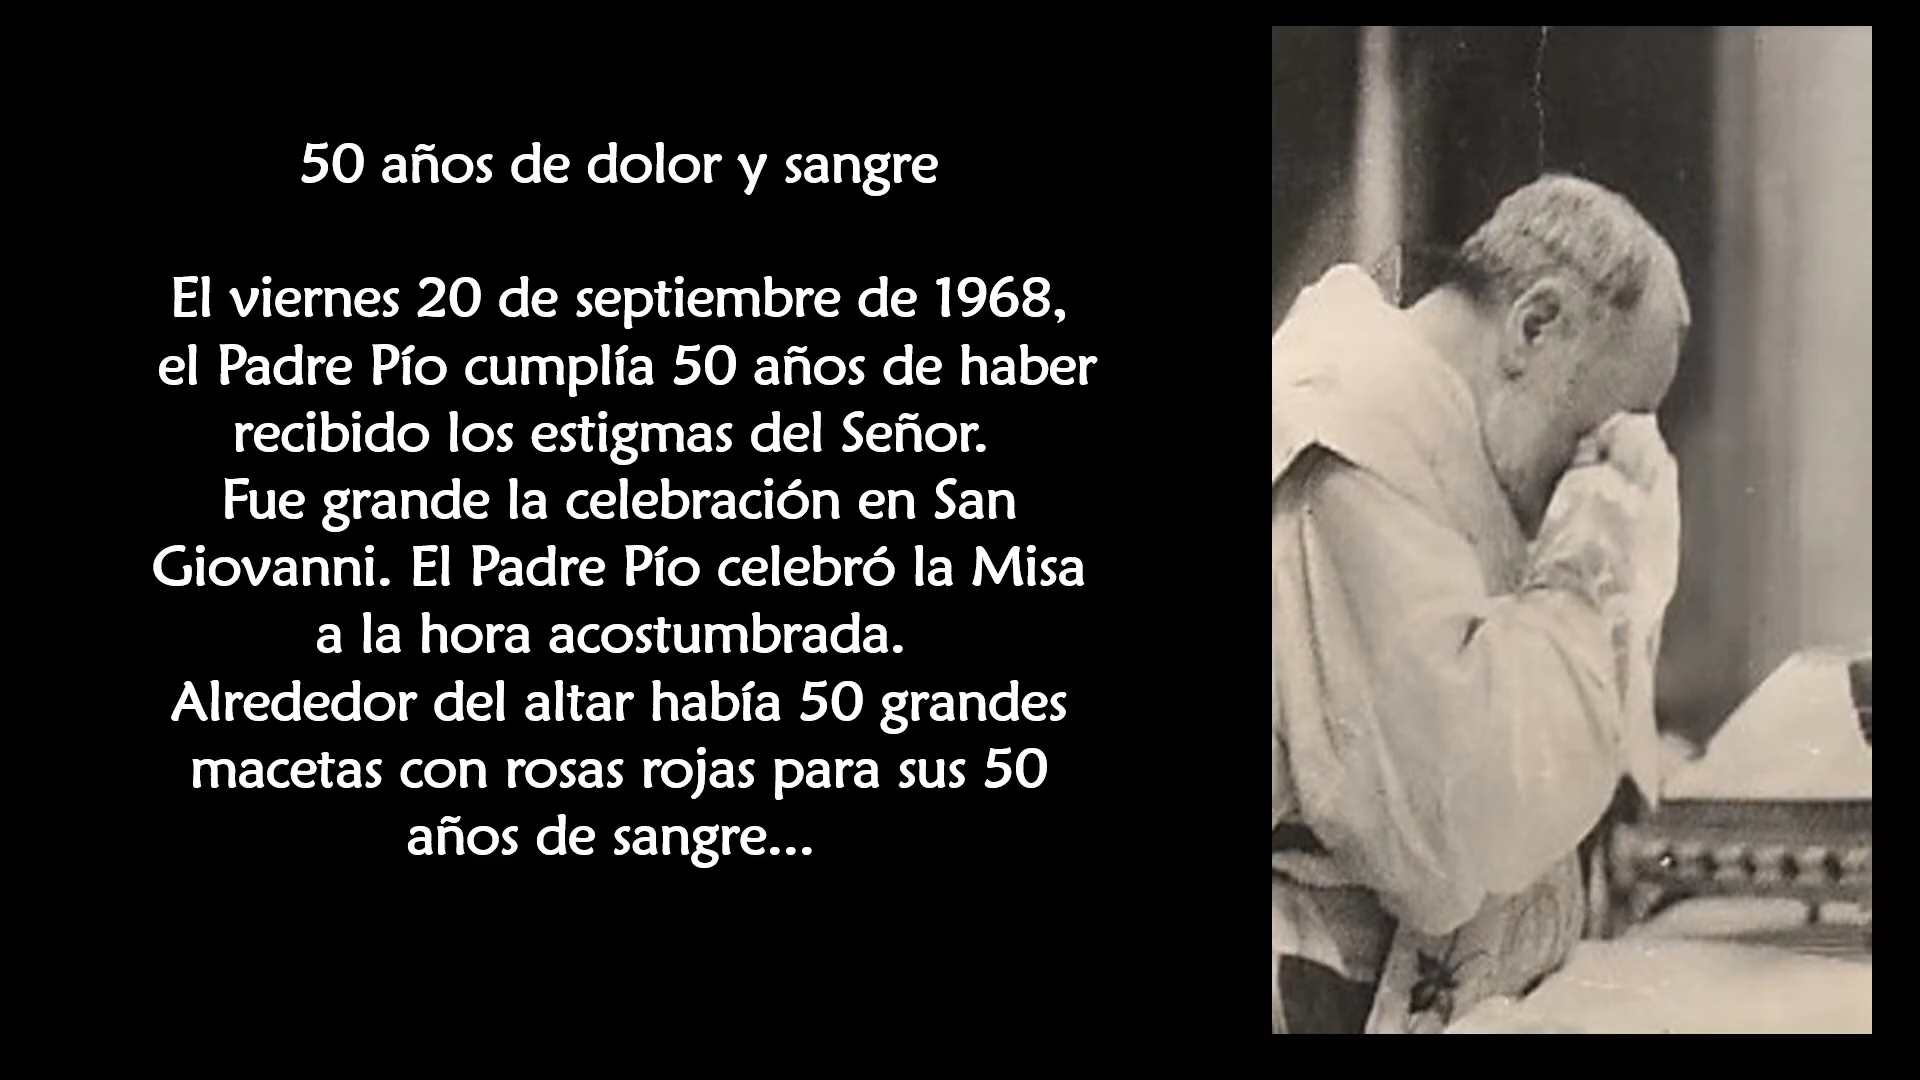 50 años de dolor y sangre
El viernes 20 de septiembre de 1968,
el Padre Pío cumplía 50 años de haber
recibido los estigmas del Señor.
Fue grande la celebración en San
Giovanni. El Padre Pío celebró la Misa
a la hora acostumbrada.
Alrededor del altar había 50 grandes
macetas con rosas rojas para sus 50
años de sangre...